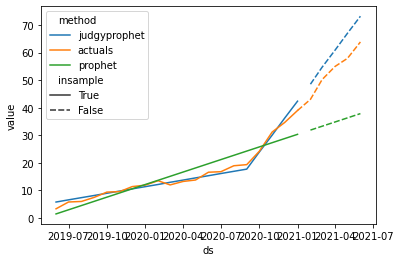 method
judgyprophet
actuals
prophet
insample
True
False
value
70
60
50
40
30
20
10
0
2019-07 2019-10 2020-01 2020-04 2020-07 2020-10 2021-01 2021-04 2021-07
ds